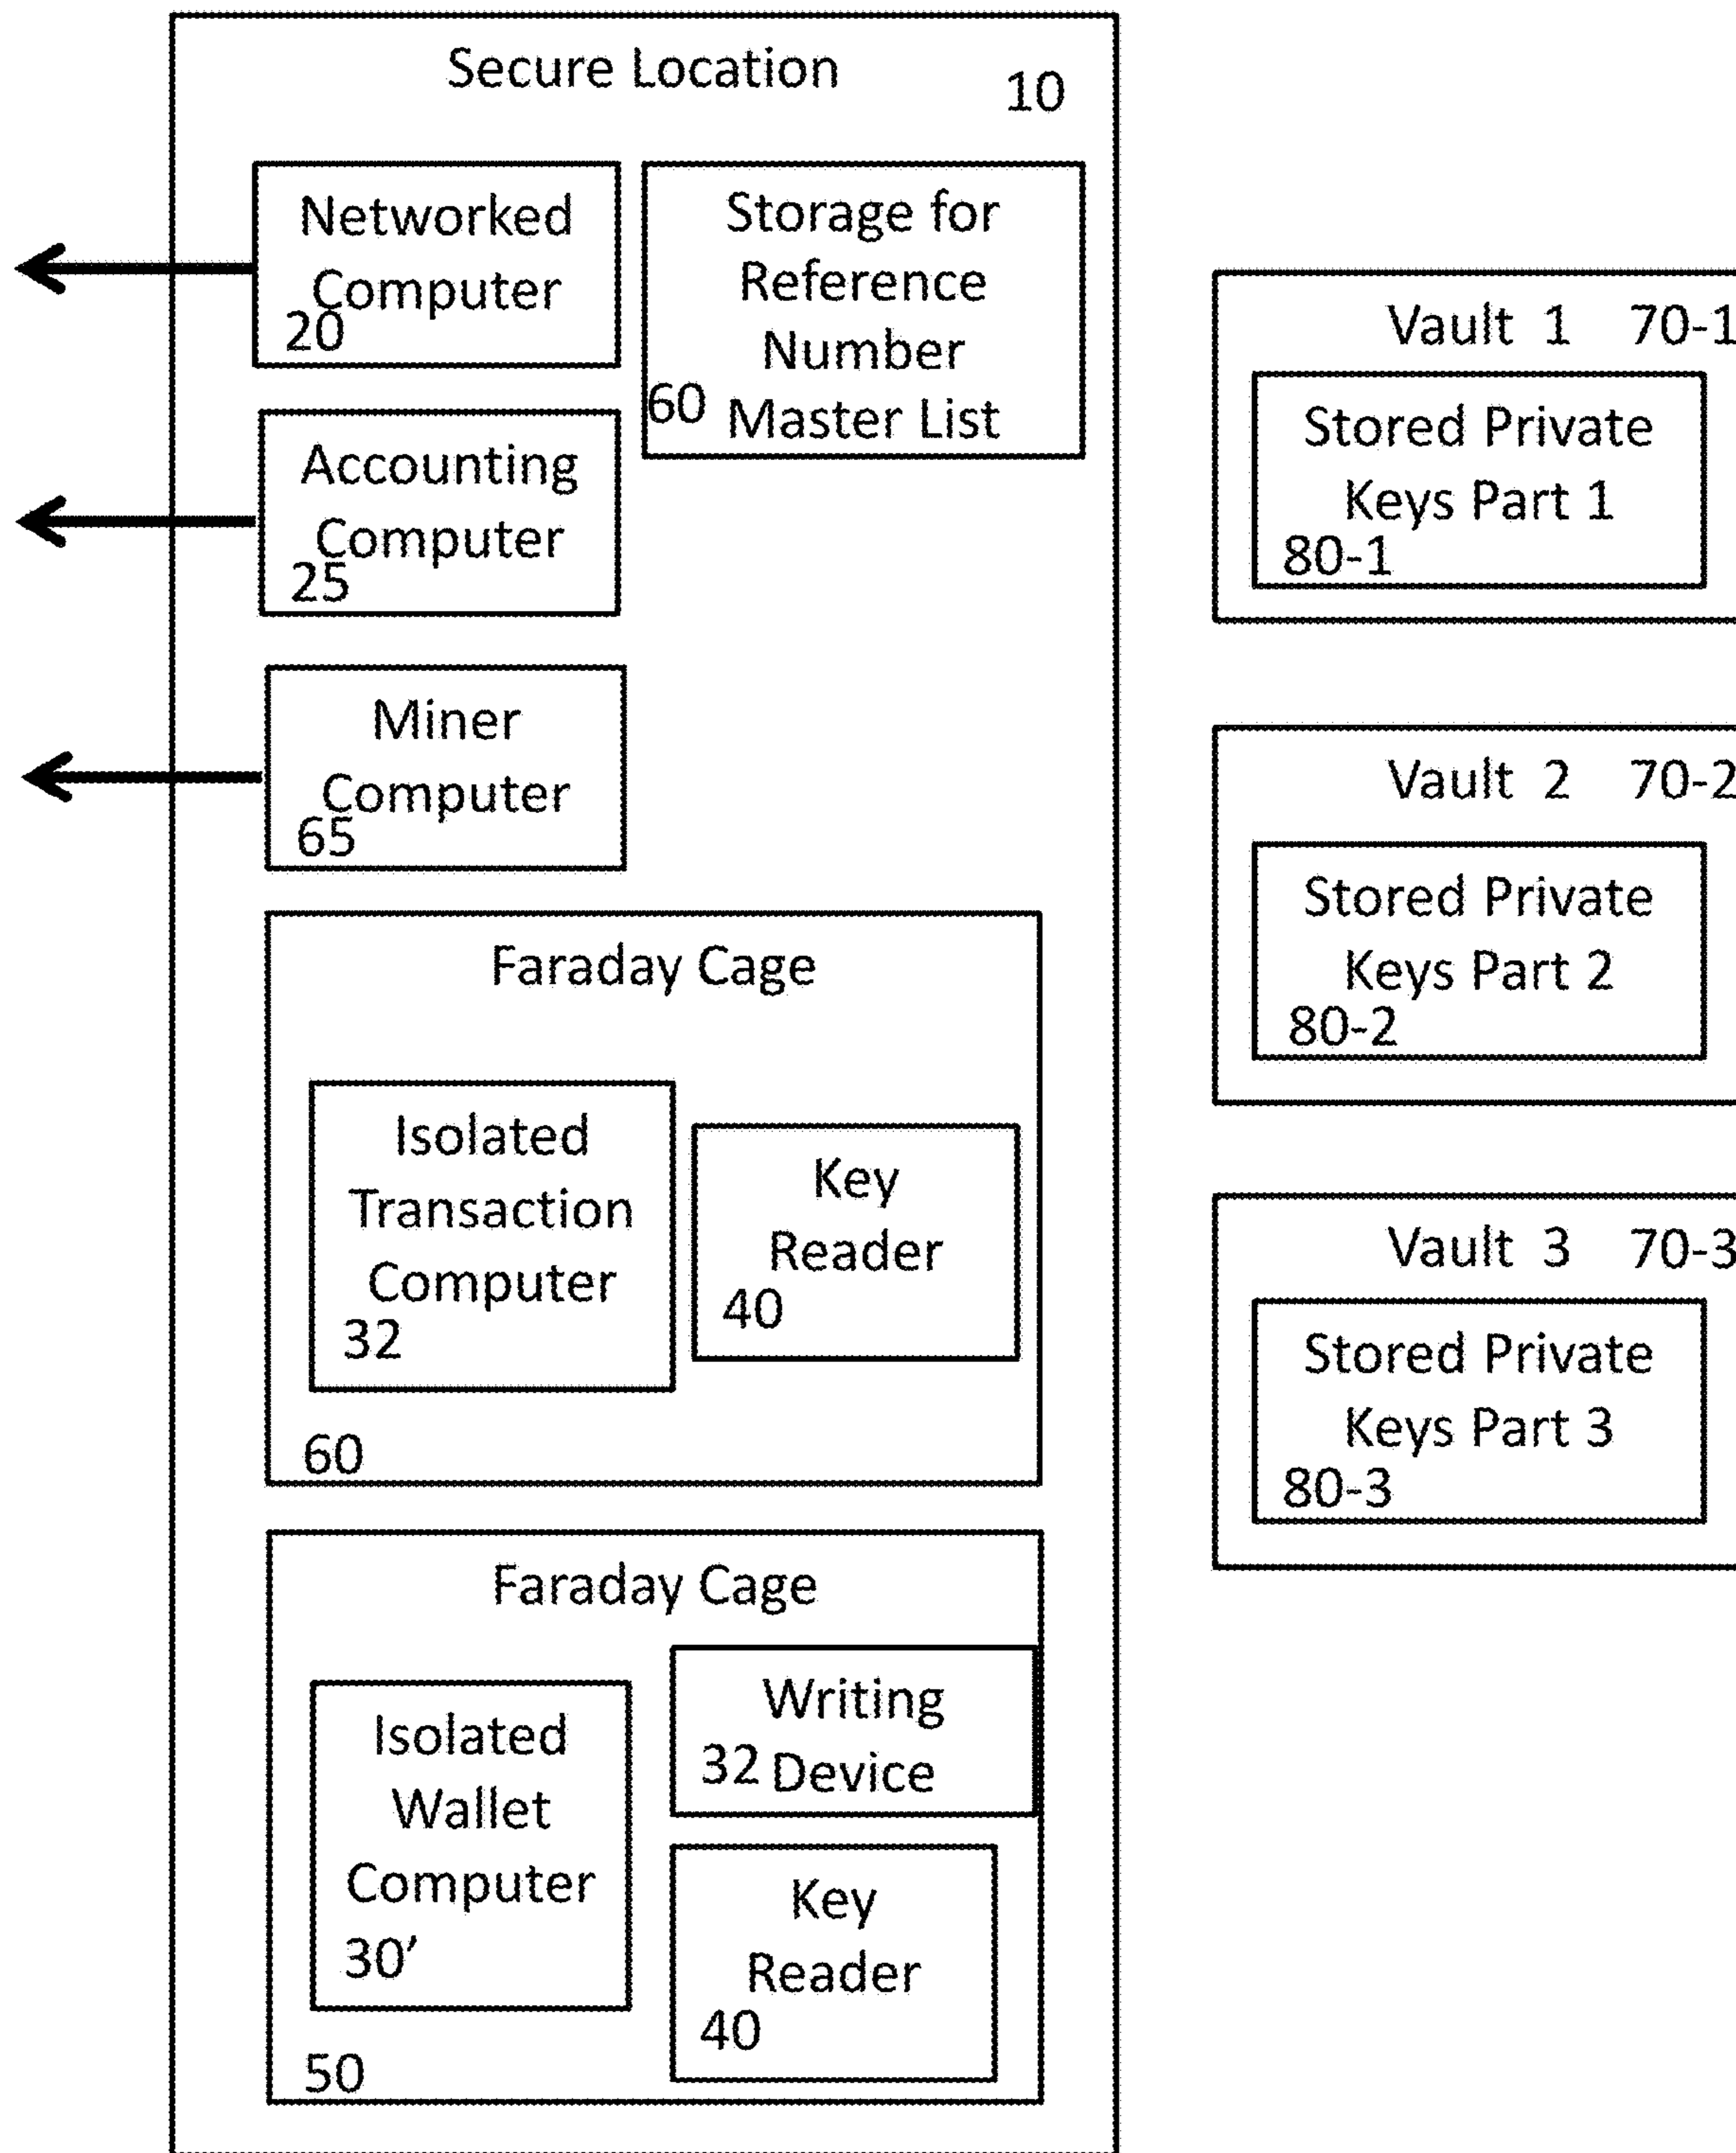 Secure Location
10
Networked
Computer
20
Storage for
Reference
Number
60 Master List
Accounting
Computer
25
Miner
Computer
65
Faraday Cage
Isolated
Transaction
Computer
32
Key
Reader
40
60
Faraday Cage
Isolated
Wallet
Computer
30’
Writing
32 Device
Key
Reader
40
50
Vault 1 70-1
Stored Private
Keys Part 1
80-1
Vault 2 70-2
Stored Private
Keys Part 2
80-2
Vault 3 70-3
Stored Private
Keys Part 3
80-3